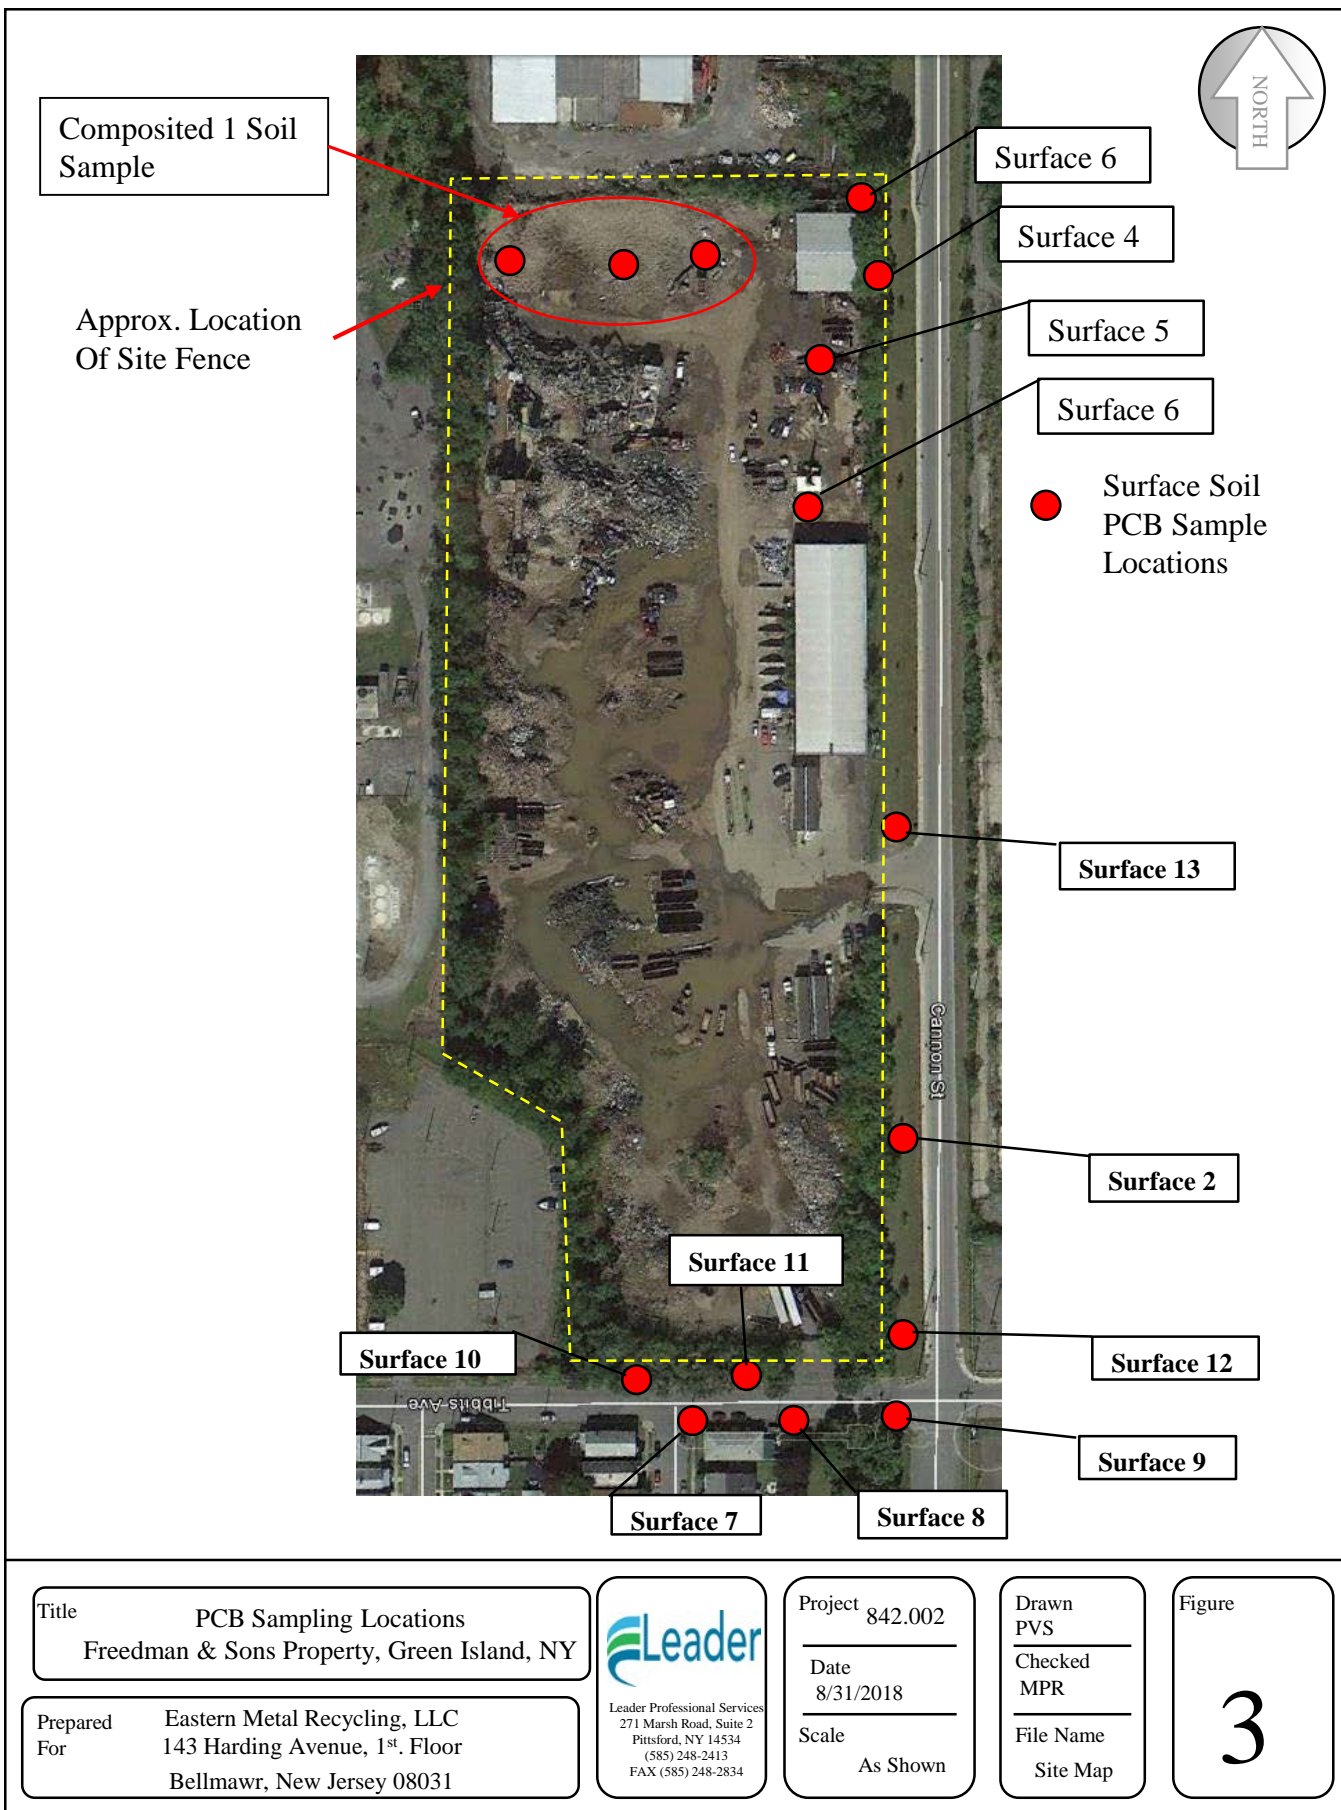 NORTH
Composited 1 Soil
Sample
Surface 6
Surface 4
Approx. Location
Of Site Fence
Surface 5
Surface 6
Surface Soil
PCB Sample
Locations
Surface 13
Cannon St
Surface 2
Surface 11
Surface 10
Surface 12
Tibbits Ave
Surface 9
Surface 7
Surface 8
Title
PCB Sampling Locations
Freedman & Sons Property, Green Island, NY
Prepared
For
Eastern Metal Recycling, LLC
143 Harding Avenue, 1st. Floor
Bellmawr, New Jersey 08031
Leader
Leader Professional Services
271 Marsh Road, Suite 2
Pittsford, NY 14534
(585) 248-2413
FAX (585) 248-2834
Project 842.002
Date
8/31/2018
Scale
As Shown
Drawn
PVS
Checked
MPR
File Name
Site Map
Figure
3